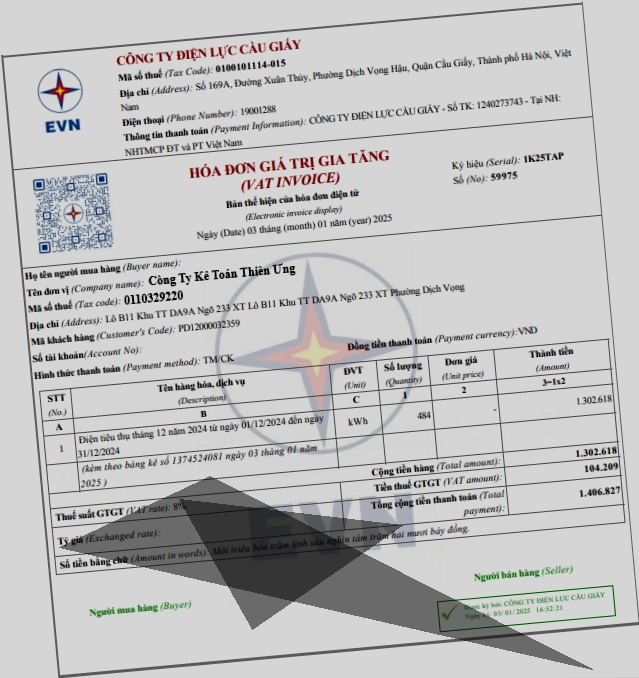 CÔNG TY ĐIỆN LỰC CẦU GIẤY
Mã số thuế (Tax Code): 0100101114-015
Địa chỉ (Address): Số 169A, Đường Xuân Thủy, Phường Dịch Vọng Hậu, Quận Cầu Giấy, Thành phố Hà Nội, Việt
Nam
Điện thoại (Phone Number): 19001288
Thông tin thanh toán (Payment Information): CÔNG TY ĐIỆN LỰC CẦU GIẤY - Số TK: 1240273743 - Tại NH:
NHTMCP ĐT và PT Việt Nam
EVN
HÓA ĐƠN GIÁ TRỊ GIA TĂNG
(VAT INVOICE)
Bản thể hiện của hóa đơn điện tử
(Electronic invoice display)
Ngày (Date) 03 tháng (month) 01 năm (year) 2025
Ký hiệu (Serial): 1K25TAP
Số (No): 59975
Họ tên người mua hàng (Buyer name):
Tên đơn vị (Company name): Công Ty Kế Toán Thiên Ưng
Mã số thuế (Tax code): 0110329220
Địa chỉ (Address): Lô B11 Khu TT DA9A Ngõ 233 XT Lô B11 Khu TT DA9A Ngõ 233 XT Phường Dịch Vọng
Mã khách hàng (Customer's Code): PD12000032359
Số tài khoản(Account No):
Hình thức thanh toán (Payment method): TM/CK
Đồng tiền thanh toán (Payment currency):VND
STT (No.) Tên hàng hóa, dịch vụ (Description) ĐVT (Unit) Số lượng (Quantity) Đơn giá (Unit price) Thành tiền (Amount)
A B C 1 2 3=1x2
1 Điện tiêu thụ tháng 12 năm 2024 từ ngày 01/12/2024 đến ngày kWh 484 - 1.302.618
31/12/2024
(kèm theo bảng kê số 1374524081 ngày 03 tháng 01 năm
2025 )
Cộng tiền hàng (Total amount): 1.302.618
Thuế suất GTGT (VAT rate): 8% Tiền thuế GTGT (VAT amount): 104.209
Tỷ giá (Exchanged rate): Tổng cộng tiền thanh toán (Total payment): 1.406.827
Số tiền bằng chữ (Amount in words): Một triệu bốn trăm linh sáu nghìn tám trăm hai mươi bảy đồng.
Người mua hàng (Buyer)
Người bán hàng (Seller)
Được ký bởi: CÔNG TY ĐIỆN LỰC CẦU GIẤY
Ngày ký: 03/01/2025 16:52:21
EVN